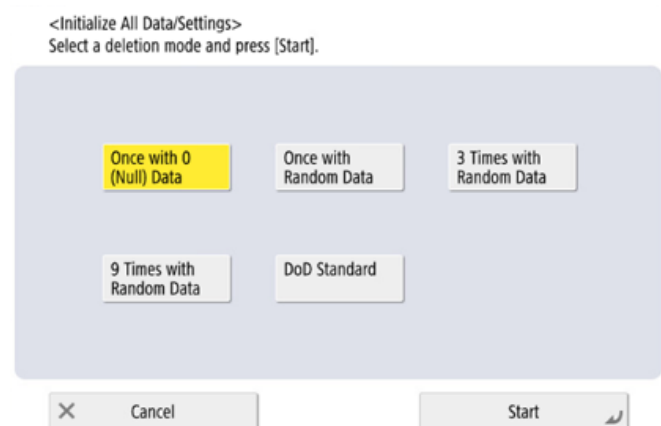 <Initialize All Data/Settings>
Select a deletion mode and press [Start].
Once with 0
(Null) Data
Once with
Random Data
3 Times with
Random Data
9 Times with
Random Data
DoD Standard
Cancel
Start